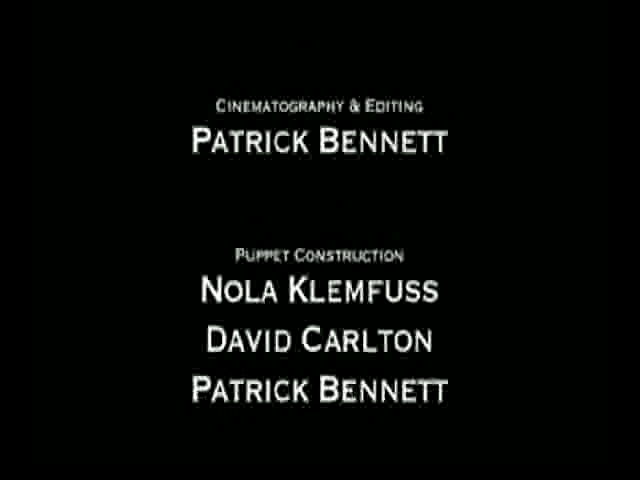 CINEMATOGRAPHY & EDITING
PATRICK BENNETT
PUPPET CONSTRUCTION
NOLA KLEMFUSS
DAVID CARLTON
PATRICK BENNETT